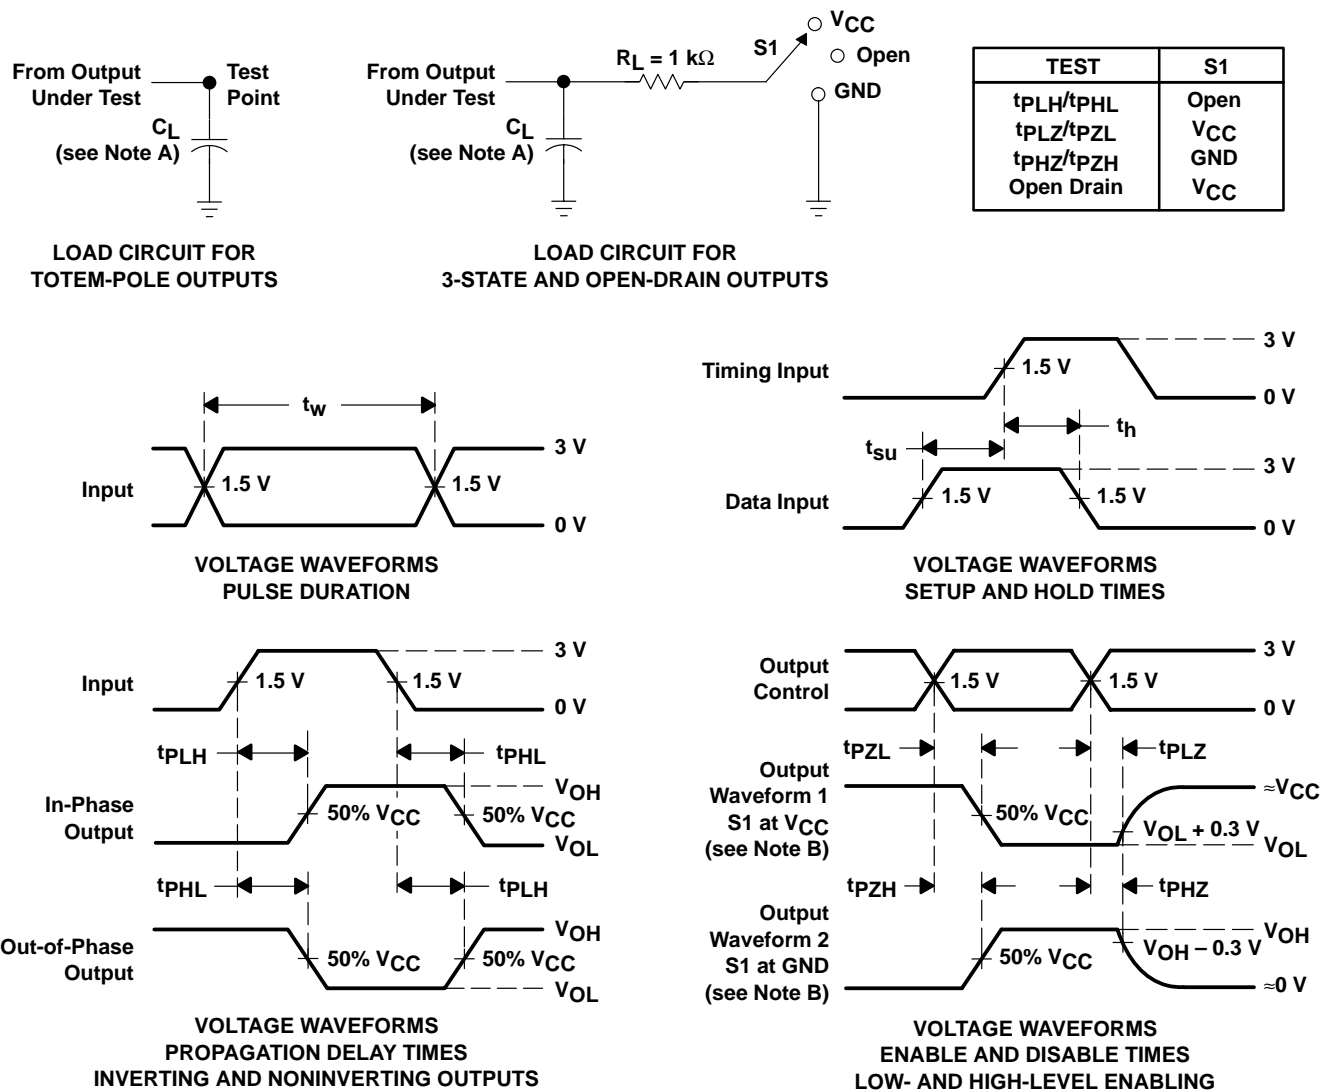 From Output
Under Test
Test
Point
CL
(see Note A)
LOAD CIRCUIT FOR
TOTEM-POLE OUTPUTS
From Output
Under Test
RL = 1 kΩ
S1
VCC
Open
GND
CL
(see Note A)
LOAD CIRCUIT FOR
3-STATE AND OPEN-DRAIN OUTPUTS
TEST S1
tPLH/tPHL Open
tPLZ/tPZL VCC
tPHZ/tPZH GND
Open Drain VCC
tw
Input
1.5 V
1.5 V
3 V
0 V
VOLTAGE WAVEFORMS
PULSE DURATION
Timing Input
1.5 V
3 V
0 V
tsu
th
Data Input
1.5 V
1.5 V
3 V
0 V
VOLTAGE WAVEFORMS
SETUP AND HOLD TIMES
Input
1.5 V
1.5 V
3 V
0 V
tPLH
tPHL
In-Phase
Output
50% VCC
50% VCC
VOH
VOL
tPHL
tPLH
Out-of-Phase
Output
50% VCC
50% VCC
VOH
VOL
VOLTAGE WAVEFORMS
PROPAGATION DELAY TIMES
INVERTING AND NONINVERTING OUTPUTS
Output
Control
1.5 V
1.5 V
3 V
0 V
tPZL
tPLZ
Output
Waveform 1
S1 at VCC
(see Note B)
50% VCC
≈VCC
VOL + 0.3 V
VOL
tPZH
tPHZ
Output
Waveform 2
S1 at GND
(see Note B)
50% VCC
VOH
VOH − 0.3 V
≈0 V
VOLTAGE WAVEFORMS
ENABLE AND DISABLE TIMES
LOW- AND HIGH-LEVEL ENABLING